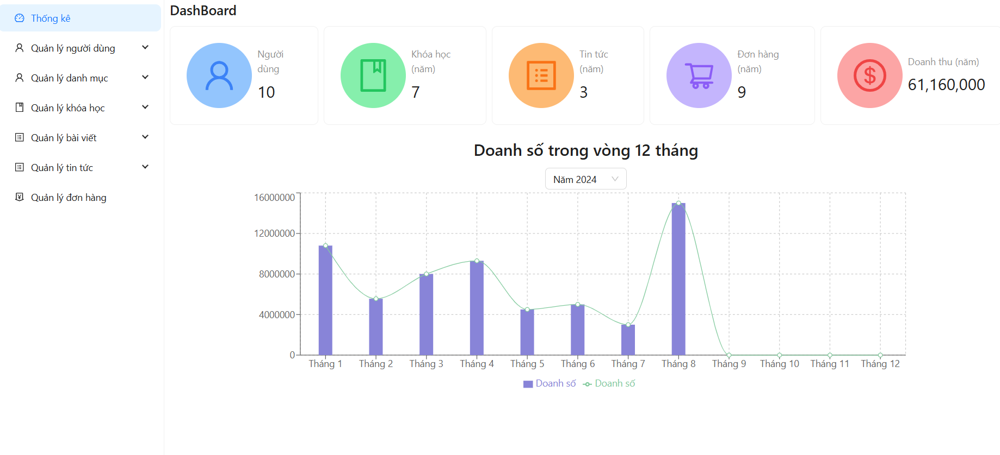 Thống kê
Quản lý người dùng
Quản lý danh mục
Quản lý khóa học
Quản lý bài viết
Quản lý tin tức
Quản lý đơn hàng
DashBoard
Người
dùng
10
Khóa học
(năm)
7
Tin tức
(năm)
3
Đơn hàng
(năm)
9
Doanh thu (năm)
61,160,000
Doanh số trong vòng 12 tháng
Năm 2024
16000000
12000000
8000000
4000000
0
Tháng 1 Tháng 2 Tháng 3 Tháng 4 Tháng 5 Tháng 6 Tháng 7 Tháng 8 Tháng 9 Tháng 10 Tháng 11 Tháng 12
Doanh số Doanh số